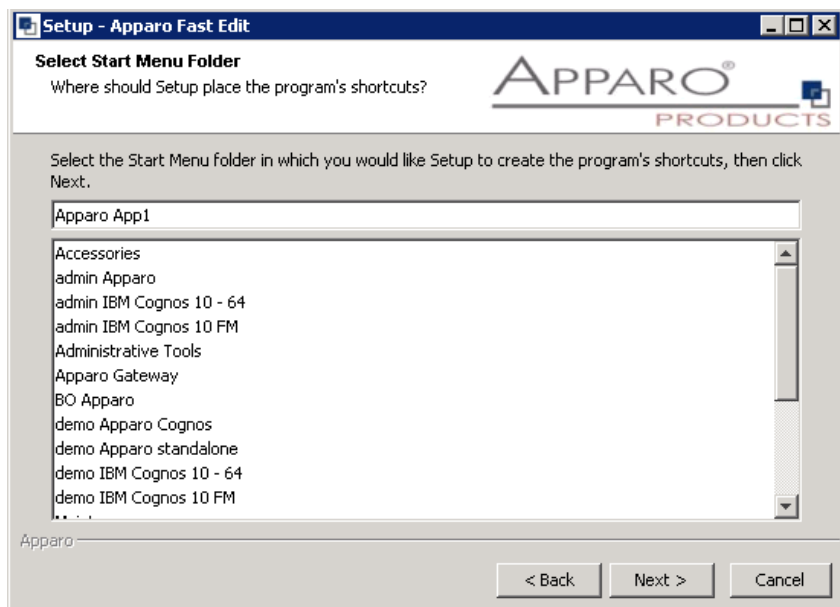 Setup - Apparo Fast Edit
Select Start Menu Folder
Where should Setup place the program's shortcuts?
APPARO®
PRODUCTS
Select the Start Menu folder in which you would like Setup to create the program's shortcuts, then click
Next.
Apparo App1
Accessories
admin Apparo
admin IBM Cognos 10 - 64
admin IBM Cognos 10 FM
Administrative Tools
Apparo Gateway
BO Apparo
demo Apparo Cognos
demo Apparo standalone
demo IBM Cognos 10 - 64
demo IBM Cognos 10 FM
Apparo
< Back
Next >
Cancel